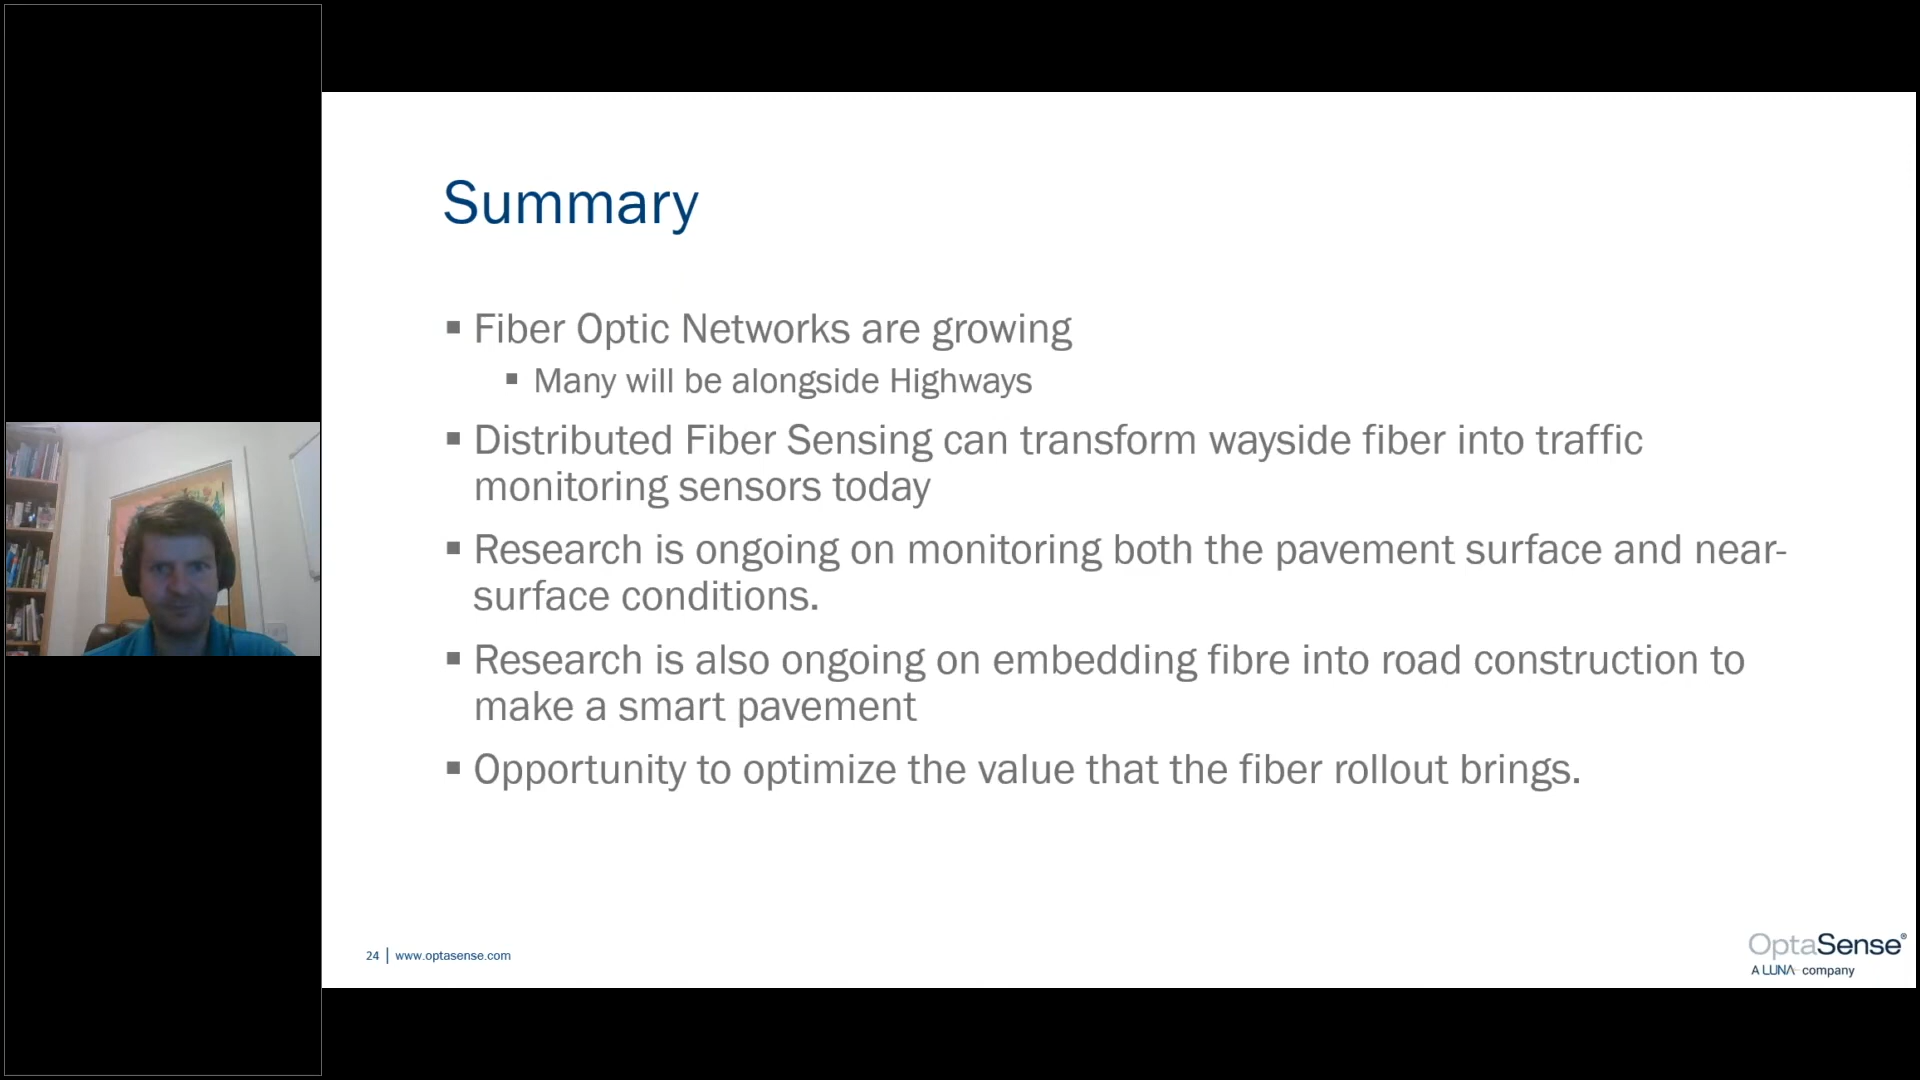 Summary
▪ Fiber Optic Networks are growing
▪ Many will be alongside Highways
▪ Distributed Fiber Sensing can transform wayside fiber into traffic
monitoring sensors today
▪ Research is ongoing on monitoring both the pavement surface and near-
surface conditions.
▪ Research is also ongoing on embedding fibre into road construction to
make a smart pavement
▪ Opportunity to optimize the value that the fiber rollout brings.
24 | www.optasense.com
OptaSense®
A LUNA company